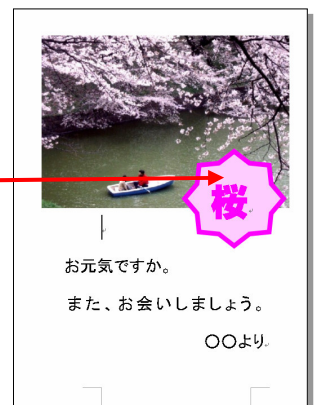 桜
お元気ですか。
また、お会いしましょう。
〇〇より